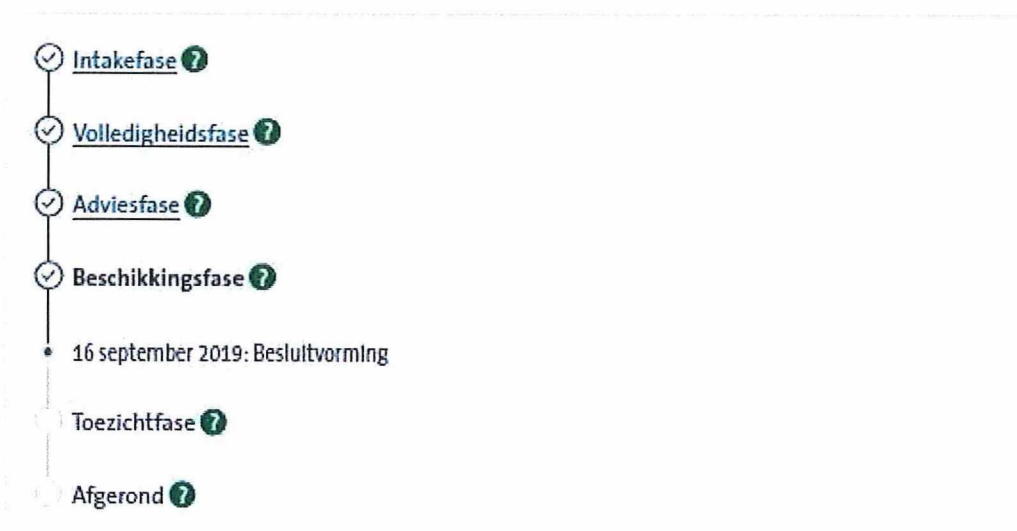 Intakefase ?
Volledigheidsfase ?
Adviesfase ?
Beschikkingsfase ?
16 september 2019: Besluitvorming
Toezichtfase ?
Afgerond ?